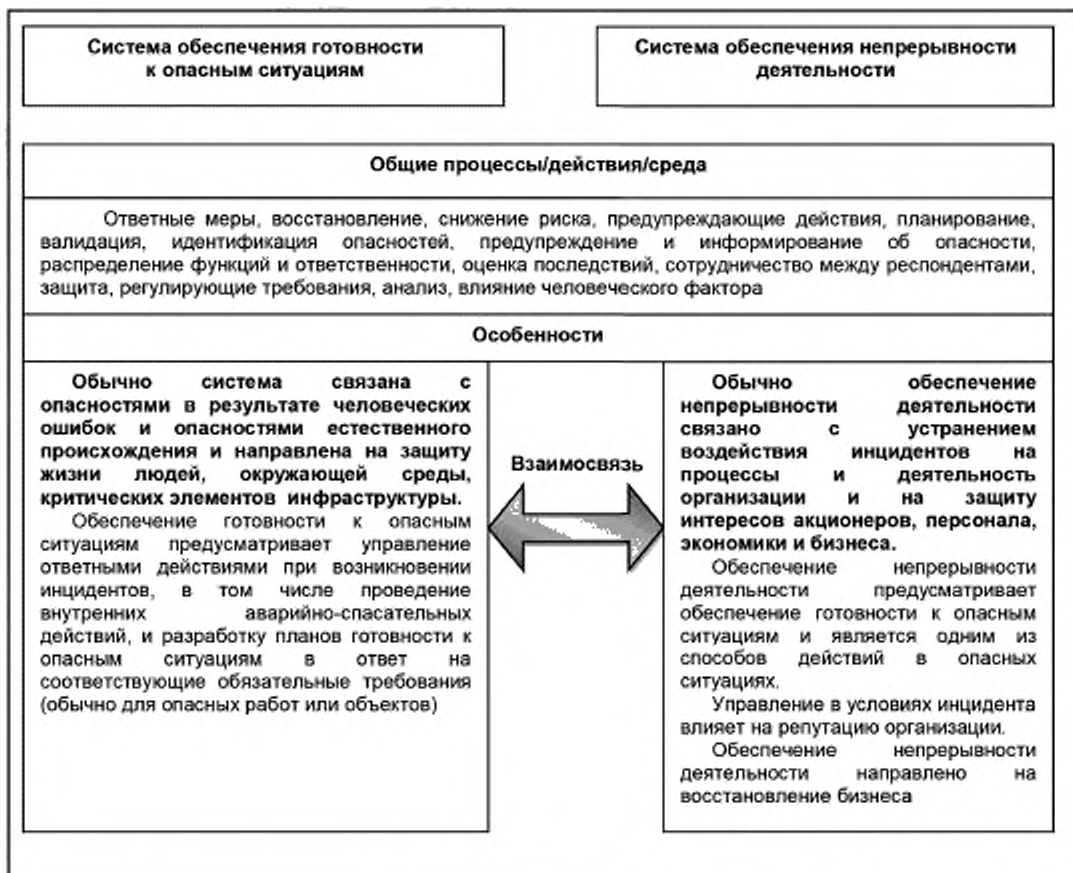 Система обеспечения готовности
к опасным ситуациям
Система обеспечения непрерывности
деятельности
Общие процессы/действия/среда
Ответные меры, восстановление, снижение риска, предупреждающие действия, планирование,
валидация, идентификация опасностей, предупреждение и информирование об опасности,
распределение функций и ответственности, оценка последствий, сотрудничество между респондентами,
защита, регулирующие требования, анализ, влияние человеческого фактора
Особенности
Обычно система связана с
опасностями в результате человеческих
ошибок и опасностями естественного
происхождения и направлена на защиту
жизни людей, окружающей среды,
критических элементов инфраструктуры.
Обеспечение готовности к опасным
ситуациям предусматривает управление
ответными действиями при возникновении
инцидентов, в том числе проведение
внутренних аварийно-спасательных
действий, и разработку планов готовности к
опасным ситуациям в ответ на
соответствующие обязательные требования
(обычно для опасных работ или объектов)
Взаимосвязь
Обычно обеспечение
непрерывности деятельности
связано с устранением
воздействия инцидентов на
процессы и деятельность
организации и на защиту
интересов акционеров, персонала,
экономики и бизнеса.
Обеспечение непрерывности
деятельности предусматривает
обеспечение готовности к опасным
ситуациям и является одним из
способов действий в опасных
ситуациях.
Управление в условиях инцидента
влияет на репутацию организации.
Обеспечение непрерывности
деятельности направлено на
восстановление бизнеса